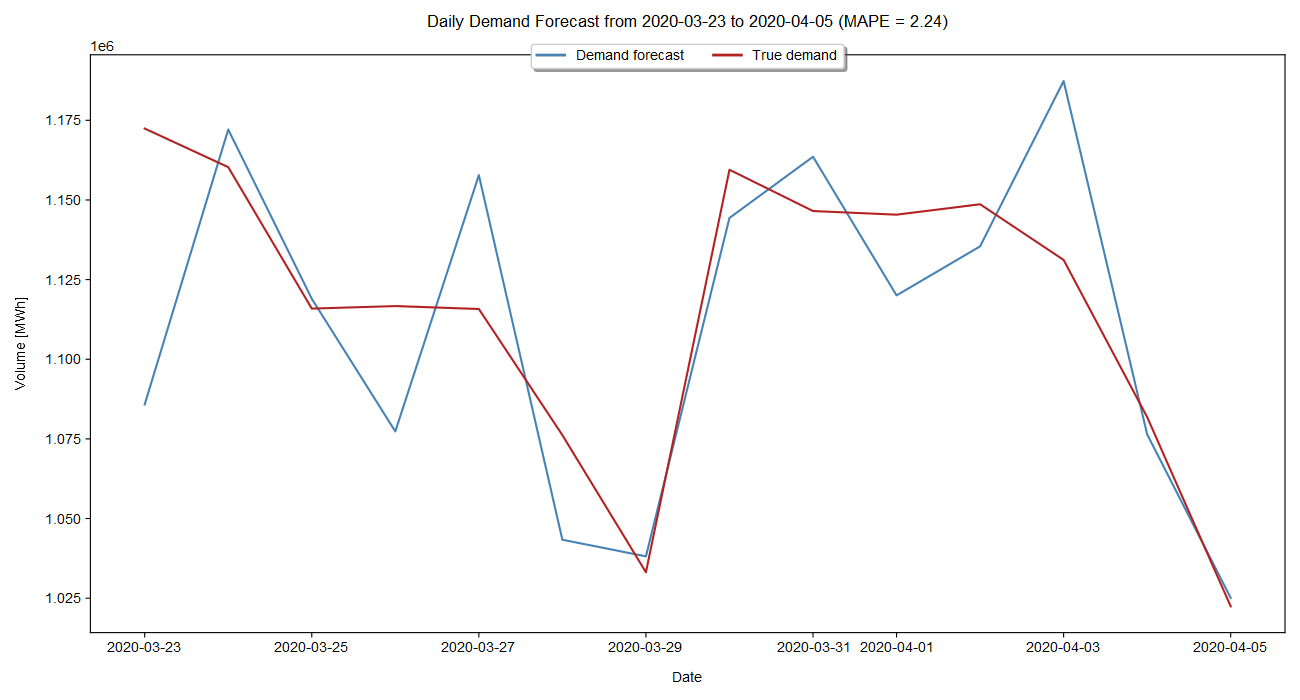 Daily Demand Forecast from 2020-03-23 to 2020-04-05 (MAPE = 2.24)
1e6
Demand forecast
True demand
1.175
1.150
1.125
1.100
1.075
1.050
1.025
Volume [MWh]
2020-03-23 2020-03-25 2020-03-27 2020-03-29 2020-03-31 2020-04-01 2020-04-03 2020-04-05
Date